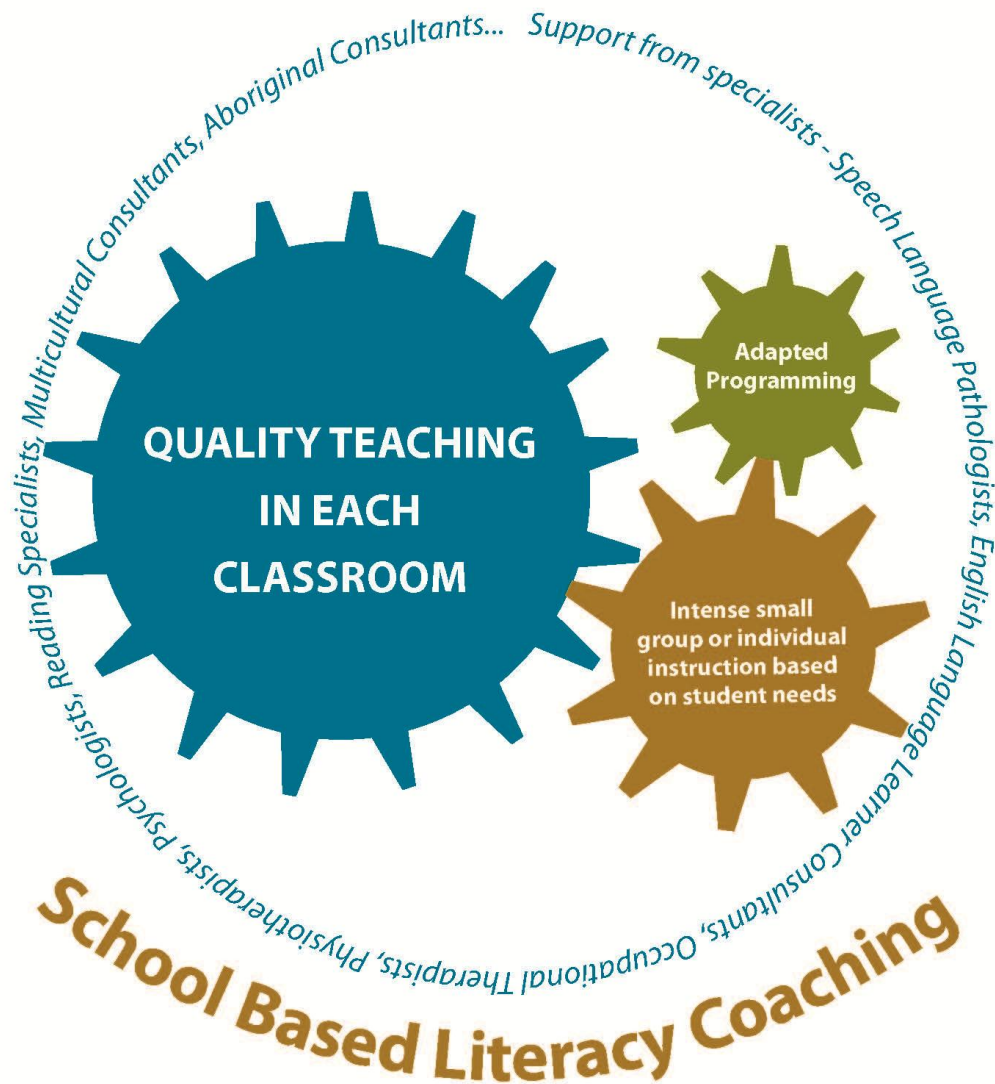 Support from specialists - Speech Language Pathologists, English Language Learner Consultants, Occupational Therapists, Physiotherapists, Psychologists, Reading Specialists, Multicultural Consultants, Aboriginal Consultants...
QUALITY TEACHING
IN EACH
CLASSROOM
Adapted
Programming
Intense small
group or individual
instruction based
on student needs
School Based Literacy Coaching